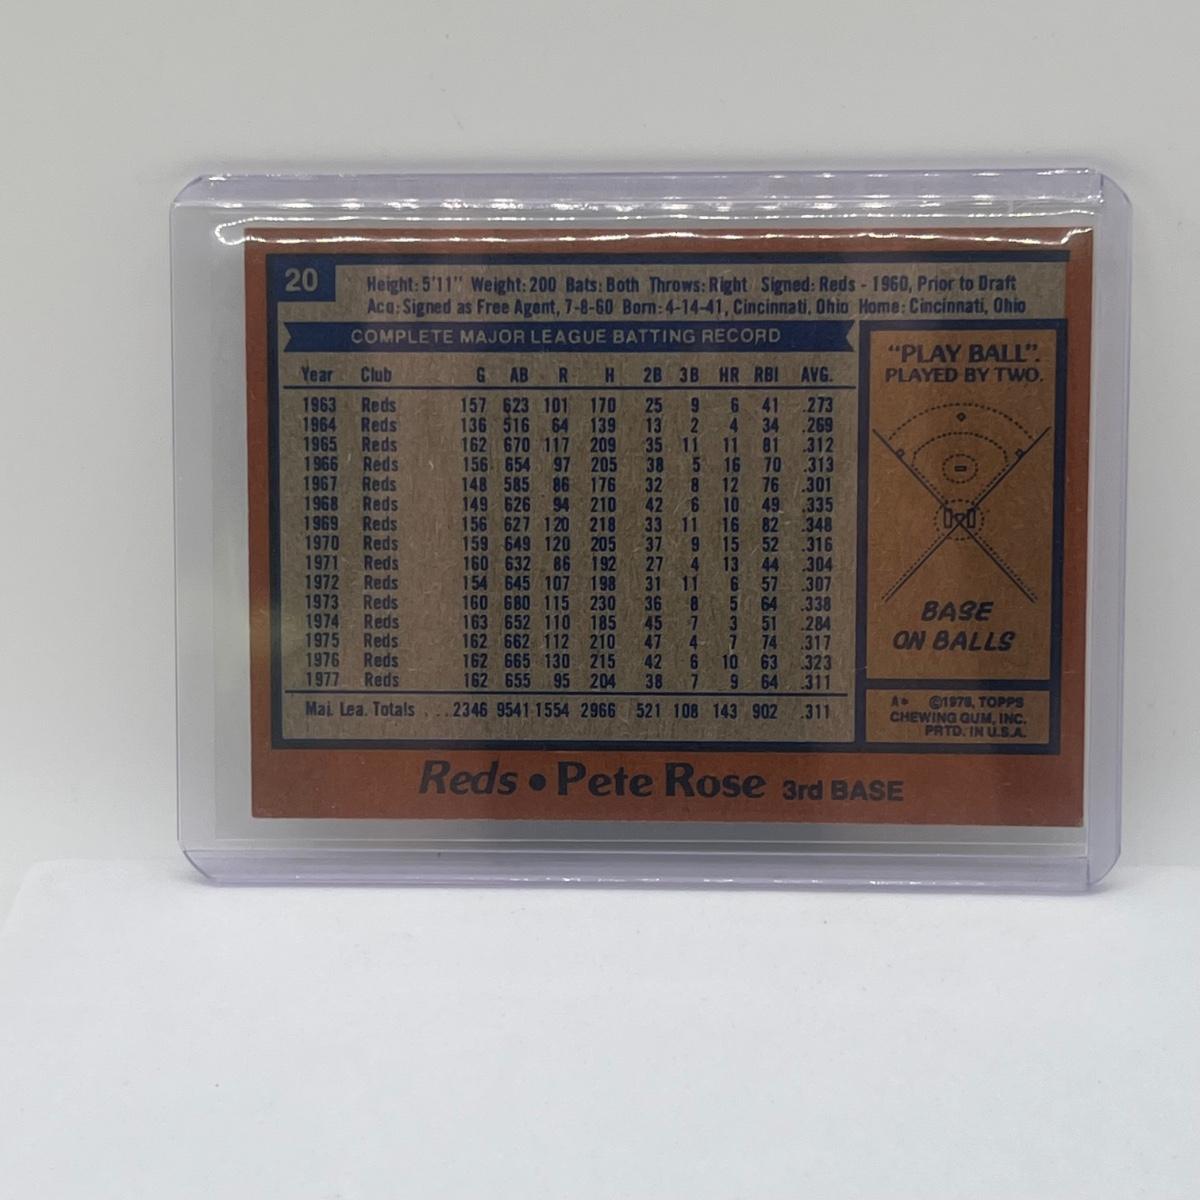 20
Height: 5'11" Weight: 200 Bats: Both Throws: Right Signed: Reds - 1960, Prior to Draft
Acq: Signed as Free Agent, 7-8-60 Born: 4-14-41, Cincinnati, Ohio Home: Cincinnati, Ohio
COMPLETE MAJOR LEAGUE BATTING RECORD
Year Club G AB R H 2B 3B HR RBI AVG.
1963 Reds 157 623 101 170 25 9 6 41 .273
1964 Reds 136 516 64 139 13 2 4 34 .269
1965 Reds 162 670 117 209 35 11 11 81 .312
1966 Reds 156 654 97 205 38 5 16 70 .313
1967 Reds 148 585 86 176 32 8 12 76 .301
1968 Reds 149 626 94 210 42 6 10 49 .335
1969 Reds 156 627 120 218 33 11 16 82 .348
1970 Reds 159 649 120 205 37 9 15 52 .316
1971 Reds 160 632 86 192 27 4 13 44 .304
1972 Reds 154 645 107 198 31 11 6 57 .307
1973 Reds 160 680 115 230 36 8 5 64 .338
1974 Reds 163 652 110 185 45 7 3 51 .284
1975 Reds 162 662 112 210 47 4 7 74 .317
1976 Reds 162 665 130 215 42 6 10 63 .323
1977 Reds 162 655 95 204 38 7 9 64 .311
Maj. Lea. Totals ...2346 9541 1554 2966 521 108 143 902 .311
"PLAY BALL".
PLAYED BY TWO.
BASE
ON BALLS
A* ©1978, TOPPS
CHEWING GUM, INC.
PRTD. IN U.S.A.
Reds • Pete Rose 3rd BASE